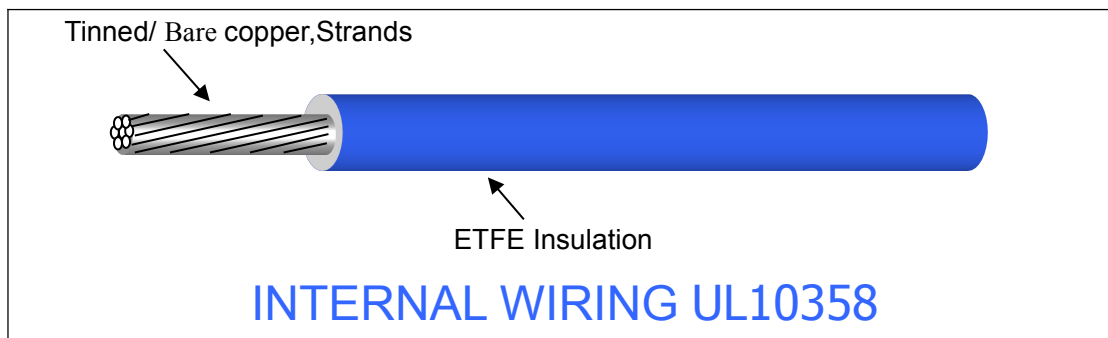 Tinned/ Bare copper,Strands
ETFE Insulation
INTERNAL WIRING UL10358